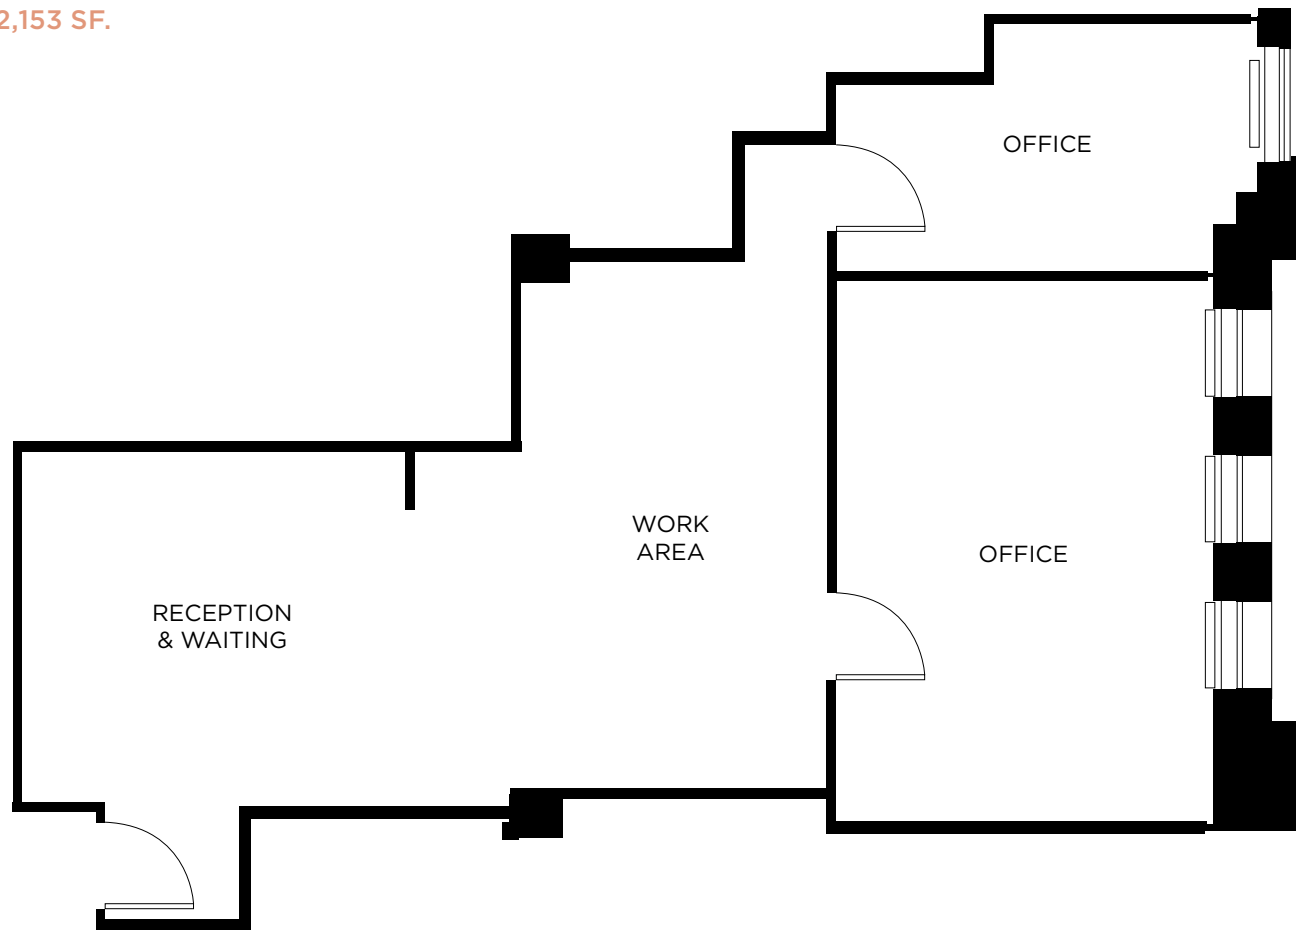 2,153 SF.
OFFICE
WORK
AREA
OFFICE
RECEPTION
& WAITING